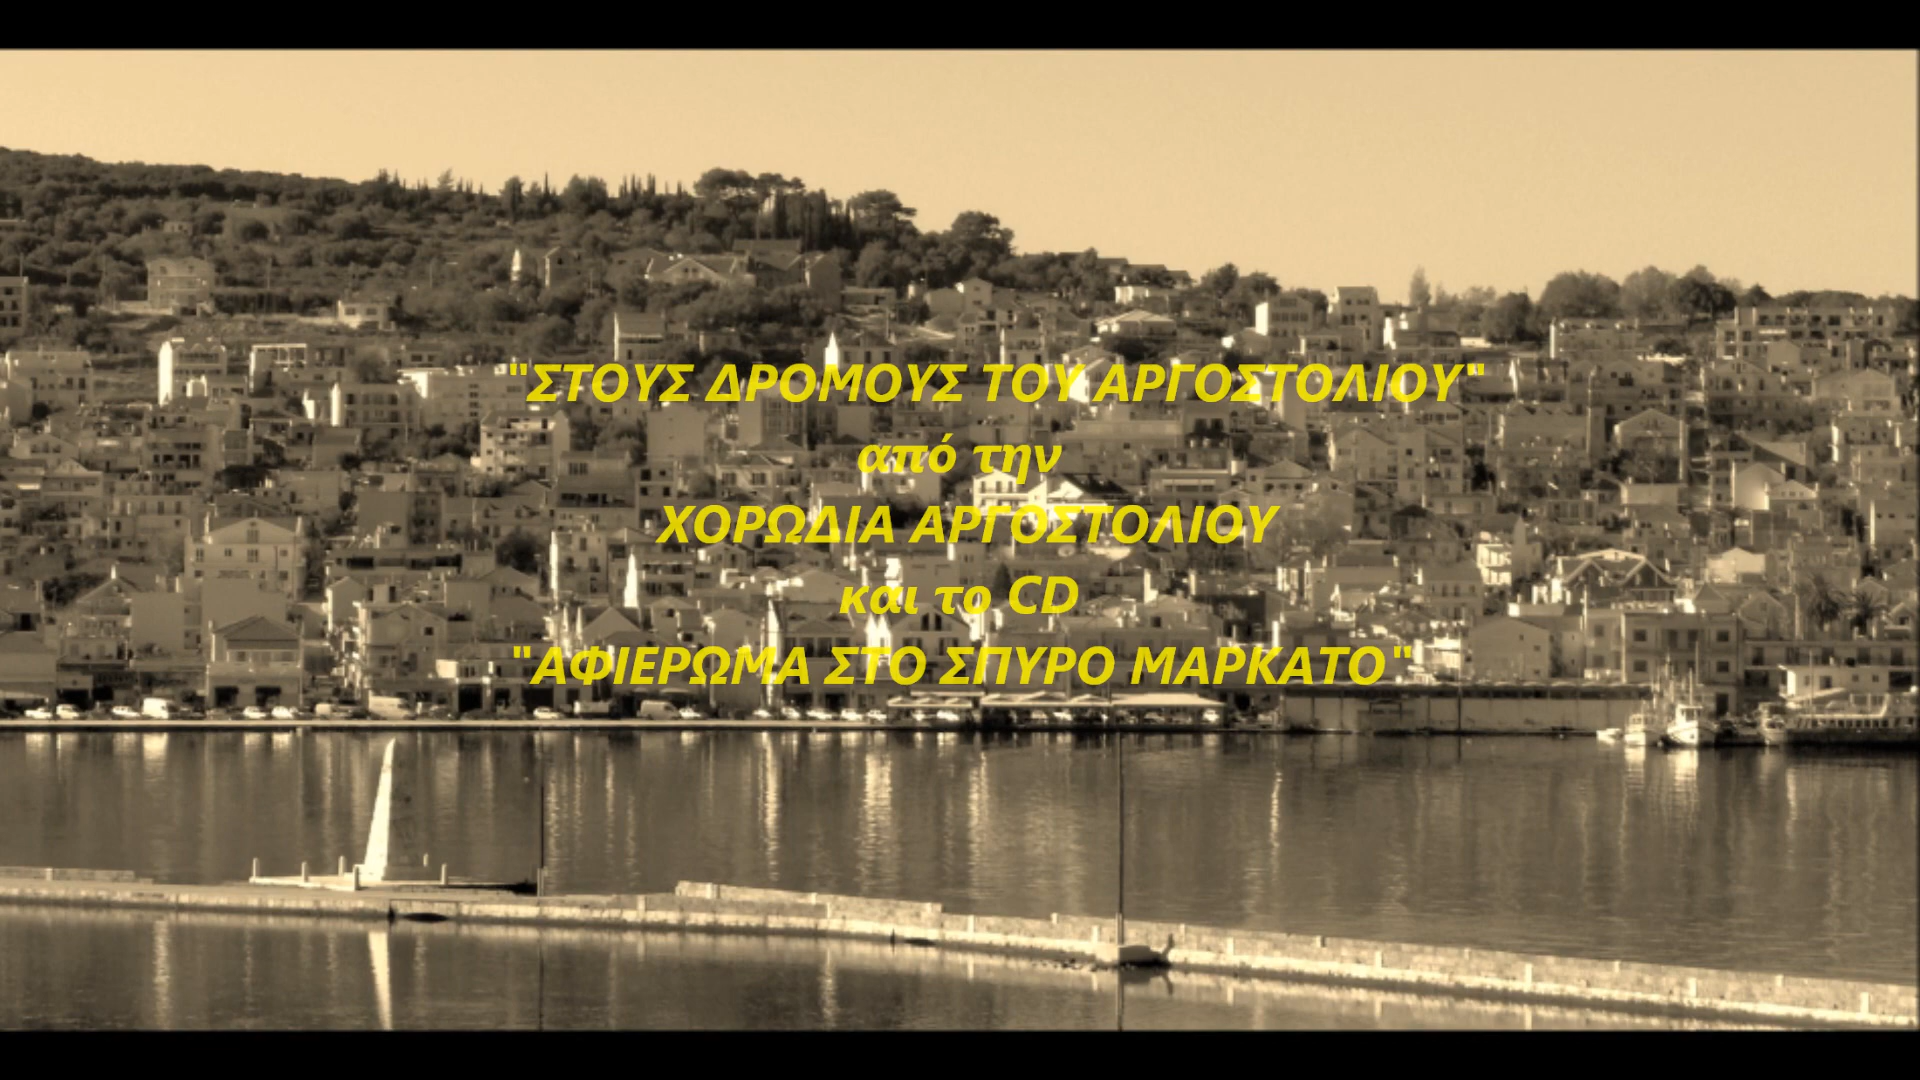 "ΣΤΟΥΣ ΔΡΟΜΟΥΣ ΤΟΥ ΑΡΓΟΣΤΟΛΙΟΥ"
από την
ΧΟΡΩΔΙΑ ΑΡΓΟΣΤΟΛΙΟΥ
και το CD
"ΑΦΙΕΡΩΜΑ ΣΤΟ ΣΠΥΡΟ ΜΑΡΚΑΤΟ"